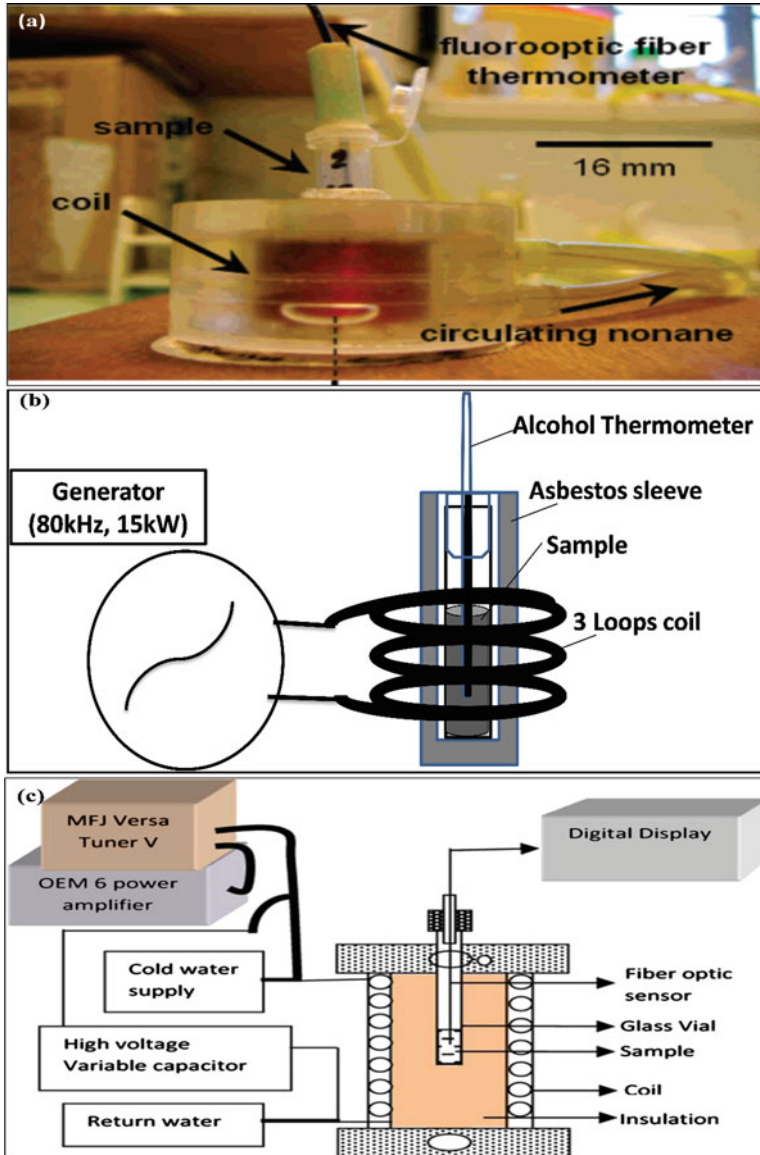 (a)
fluorooptic fiber
thermometer
sample
2
16 mm
coil
circulating nonane
(b)
Alcohol Thermometer
Generator
(80kHz, 15kW)
Asbestos sleeve
Sample
3 Loops coil
(c)
MFJ Versa
Tuner V
OEM 6 power
amplifier
Digital Display
Cold water
supply
High voltage
Variable capacitor
Return water
Fiber optic
sensor
Glass Vial
Sample
Coil
Insulation